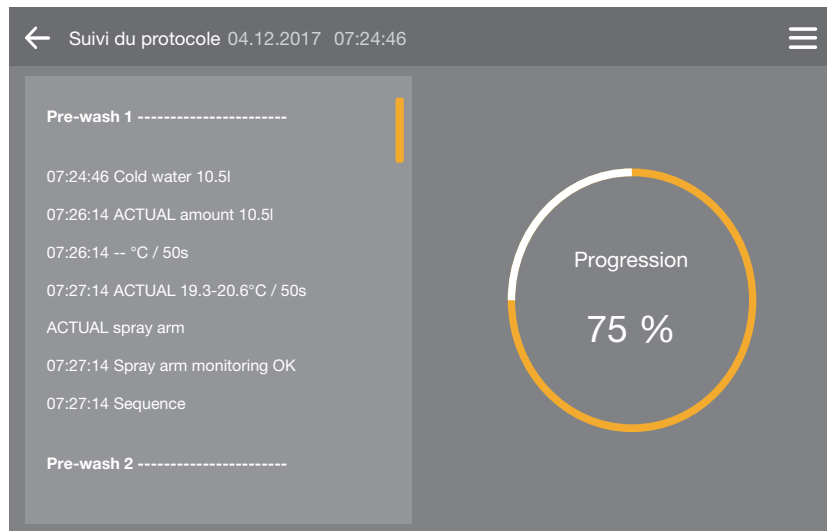 Suivi du protocole 04.12.2017 07:24:46
Pre-wash 1 -----------------------
07:24:46 Cold water 10.5l
07:26:14 ACTUAL amount 10.5l
07:26:14 -- °C / 50s
07:27:14 ACTUAL 19.3-20.6°C / 50s
ACTUAL spray arm
07:27:14 Spray arm monitoring OK
07:27:14 Sequence
Pre-wash 2 -----------------------
Progression
75 %